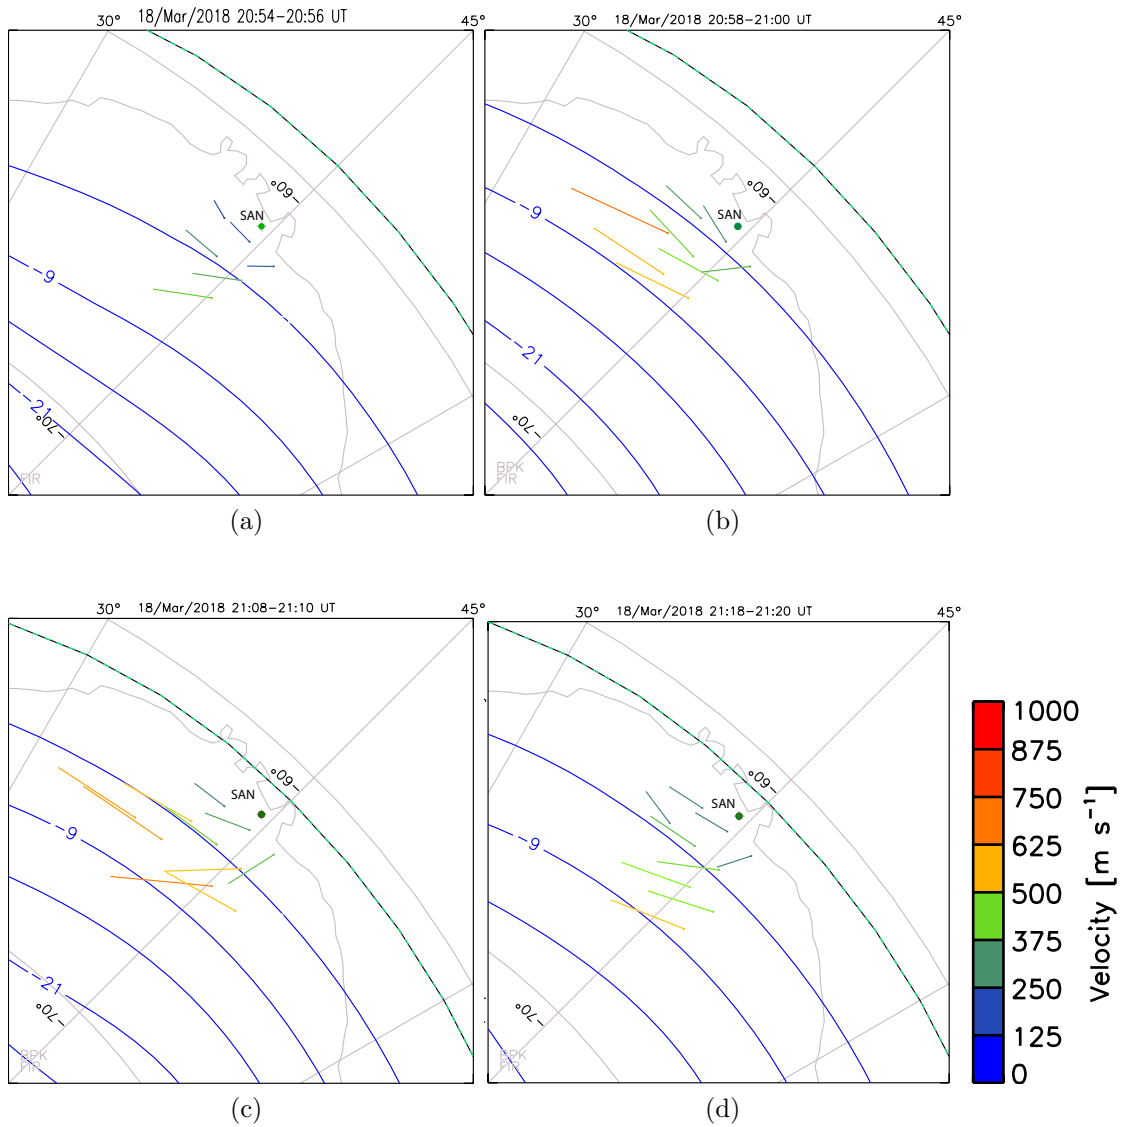 18/Mar/2018 20:54-20:56 UT
30°
45°
-60°
SAN
-9
-21
-70°
FIR
(a)
18/Mar/2018 20:58-21:00 UT
30°
45°
-60°
SAN
-9
-21
-70°
BPK
FIR
(b)
18/Mar/2018 21:08-21:10 UT
30°
45°
-60°
SAN
-9
-21
-70°
BPK
FIR
(c)
18/Mar/2018 21:18-21:20 UT
30°
45°
-60°
SAN
-9
-70°
BPK
FIR
(d)
1000
875
750
625
500
375
250
125
0
Velocity [m s⁻¹]